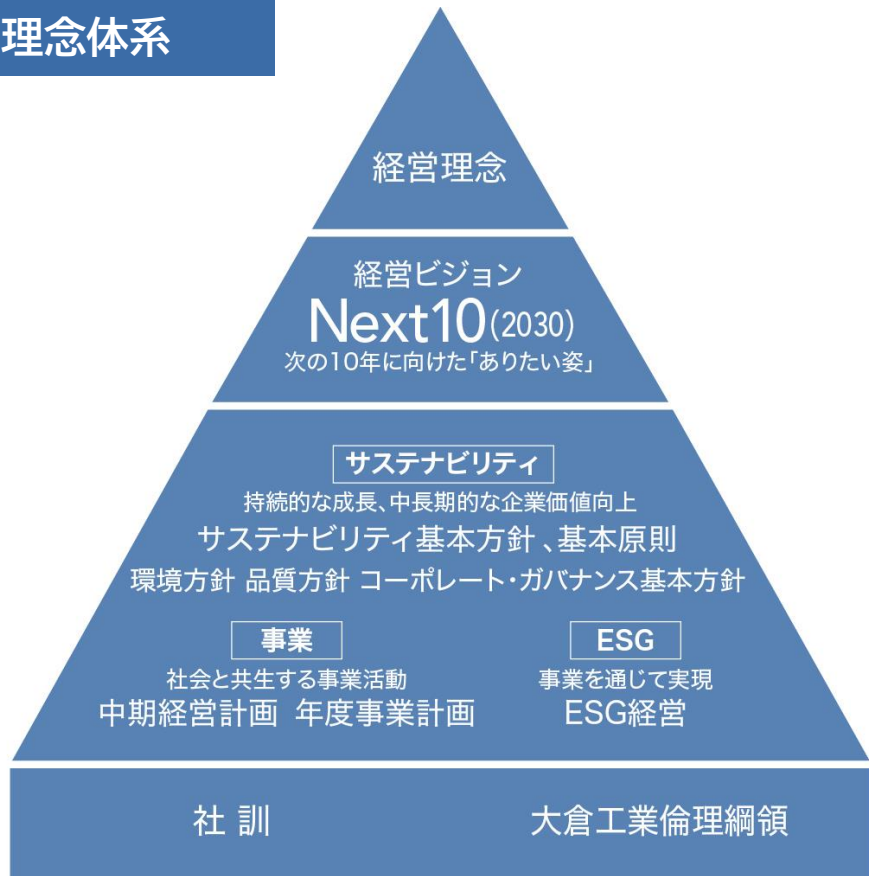 理念体系
経営理念
経営ビジョン
Next10(2030)
次の10年に向けた「ありたい姿」
サステナビリティ
持続的な成長、中長期的な企業価値向上
サステナビリティ基本方針、基本原則
環境方針 品質方針 コーポレート・ガバナンス基本方針
事業
社会と共生する事業活動
中期経営計画 年度事業計画
ESG
事業を通じて実現
ESG経営
社訓
大倉工業倫理綱領